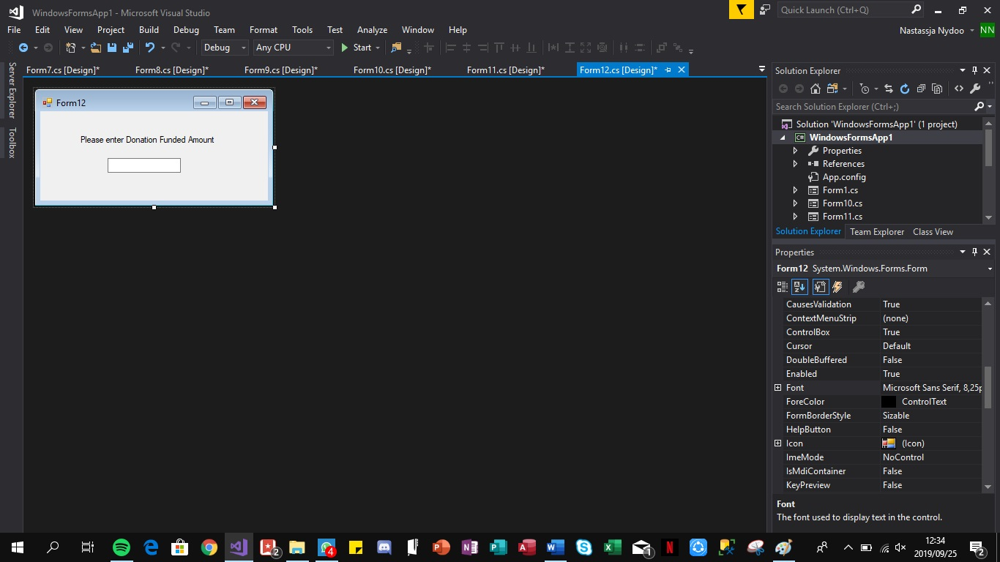 WindowsFormsApp1 - Microsoft Visual Studio
Quick Launch (Ctrl+Q)
File Edit View Project Build Debug Team Format Tools Test Analyze Window Help
Nastassja Nydoo NN
Debug Any CPU Start
Server Explorer
Toolbox
Form7.cs [Design]* Form8.cs [Design]* Form9.cs [Design]* Form10.cs [Design]* Form11.cs [Design]* Form12.cs [Design]*
Form12
Please enter Donation Funded Amount
Solution Explorer
Search Solution Explorer (Ctrl+;)
Solution 'WindowsFormsApp1' (1 project)
C# WindowsFormsApp1
Properties
References
App.config
Form1.cs
Form10.cs
Form11.cs
Solution Explorer Team Explorer Class View
Properties
Form12 System.Windows.Forms.Form
CausesValidation True
ContextMenuStrip (none)
ControlBox True
Cursor Default
DoubleBuffered False
Enabled True
Font Microsoft Sans Serif, 8,25p
ForeColor ControlText
FormBorderStyle Sizable
HelpButton False
Icon (Icon)
ImeMode NoControl
IsMdiContainer False
KeyPreview False
Font
The font used to display text in the control.
2 4 1
12:34
2019/09/25
2